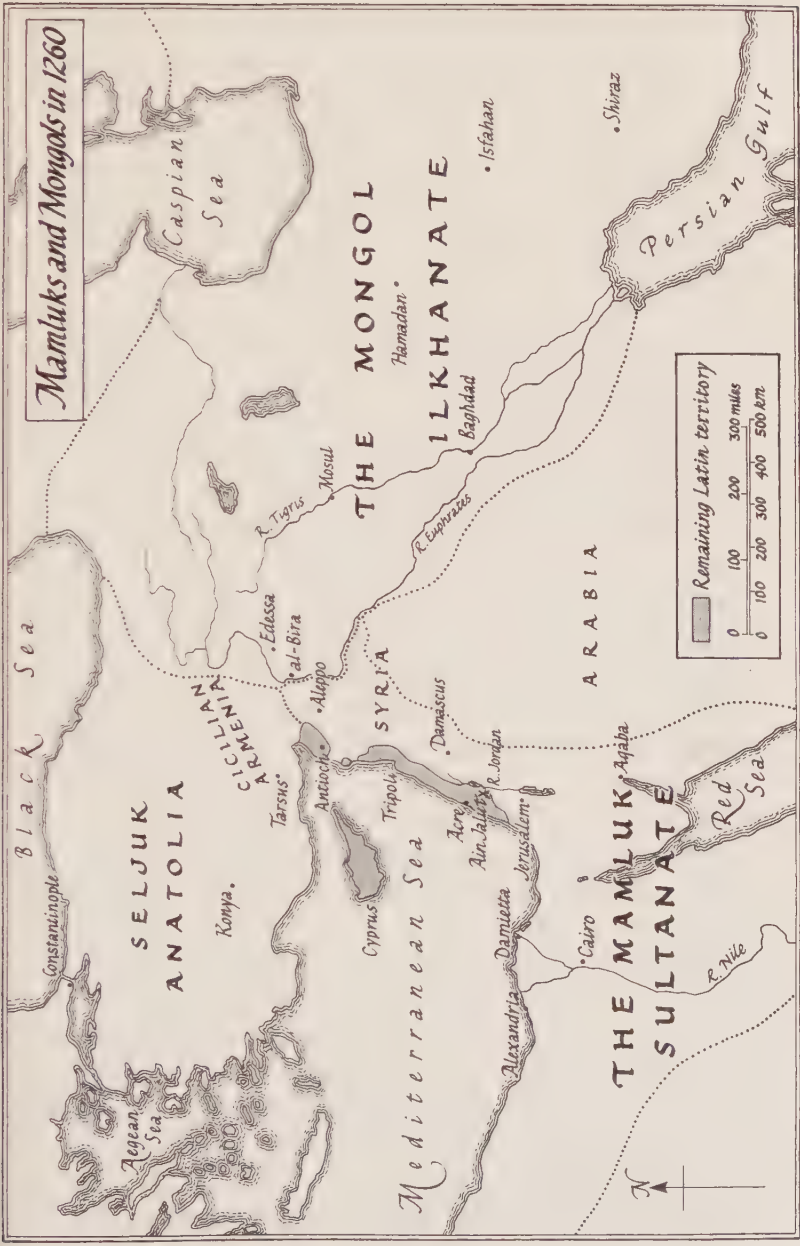 Mamluks and Mongols in 1260
Black Sea
Caspian
Sea
Constantinople
SELJUK
ANATOLIA
Aegean
Sea
Konya
CICILIAN
ARMENIA
Tarsus
Edessa
al-Bira
Aleppo
Antioch
R. Tigris
Mosul
THE MONGOL
ILKHANATE
Hamadan
Isfahan
Baghdad
R. Euphrates
Shiraz
Persian Gulf
Cyprus
SYRIA
Tripoli
Mediterranean Sea
Damascus
Acre
Ain Jalut
R. Jordan
Jerusalem
Damietta
Alexandria
Cairo
ARABIA
Aqaba
THE MAMLUK
SULTANATE
Red
Sea
R. Nile
N
Remaining Latin territory
0 100 200 300 miles
0 100 200 300 400 500 km